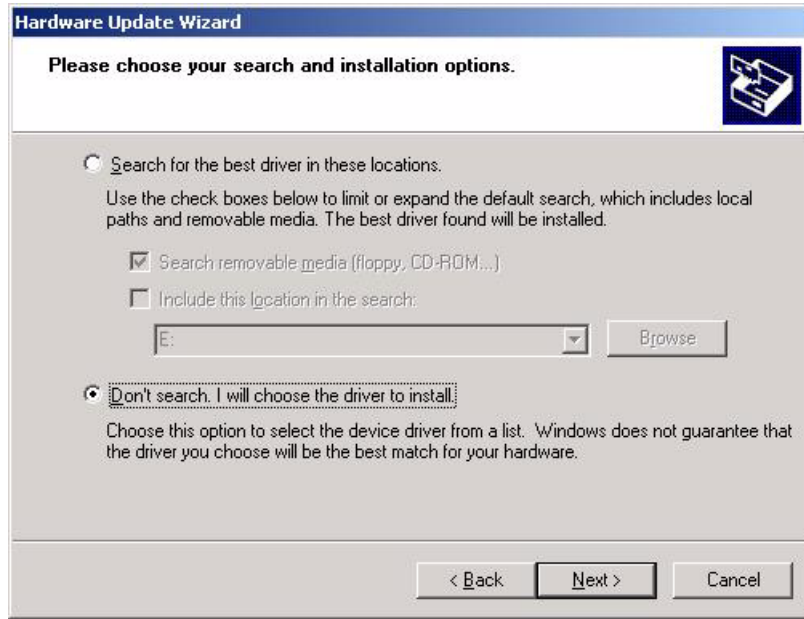 Hardware Update Wizard
Please choose your search and installation options.
Search for the best driver in these locations.
Use the check boxes below to limit or expand the default search, which includes local
paths and removable media. The best driver found will be installed.
Search removable media (floppy, CD-ROM...)
Include this location in the search:
E:
Browse
Don't search. I will choose the driver to install.
Choose this option to select the device driver from a list. Windows does not guarantee that
the driver you choose will be the best match for your hardware.
< Back
Next >
Cancel